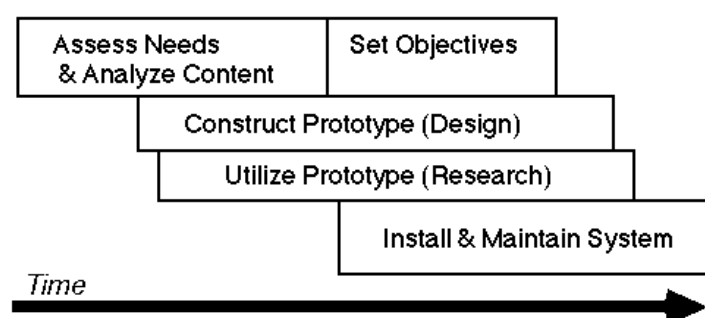 Assess Needs
& Analyze Content
Set Objectives
Construct Prototype (Design)
Utilize Prototype (Research)
Install & Maintain System
Time